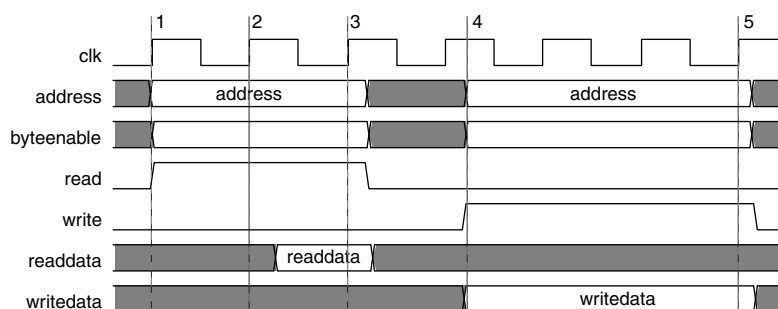 1 2 3 4 5
clk
address address address
byteenable
read
write
readdata readdata
writedata writedata